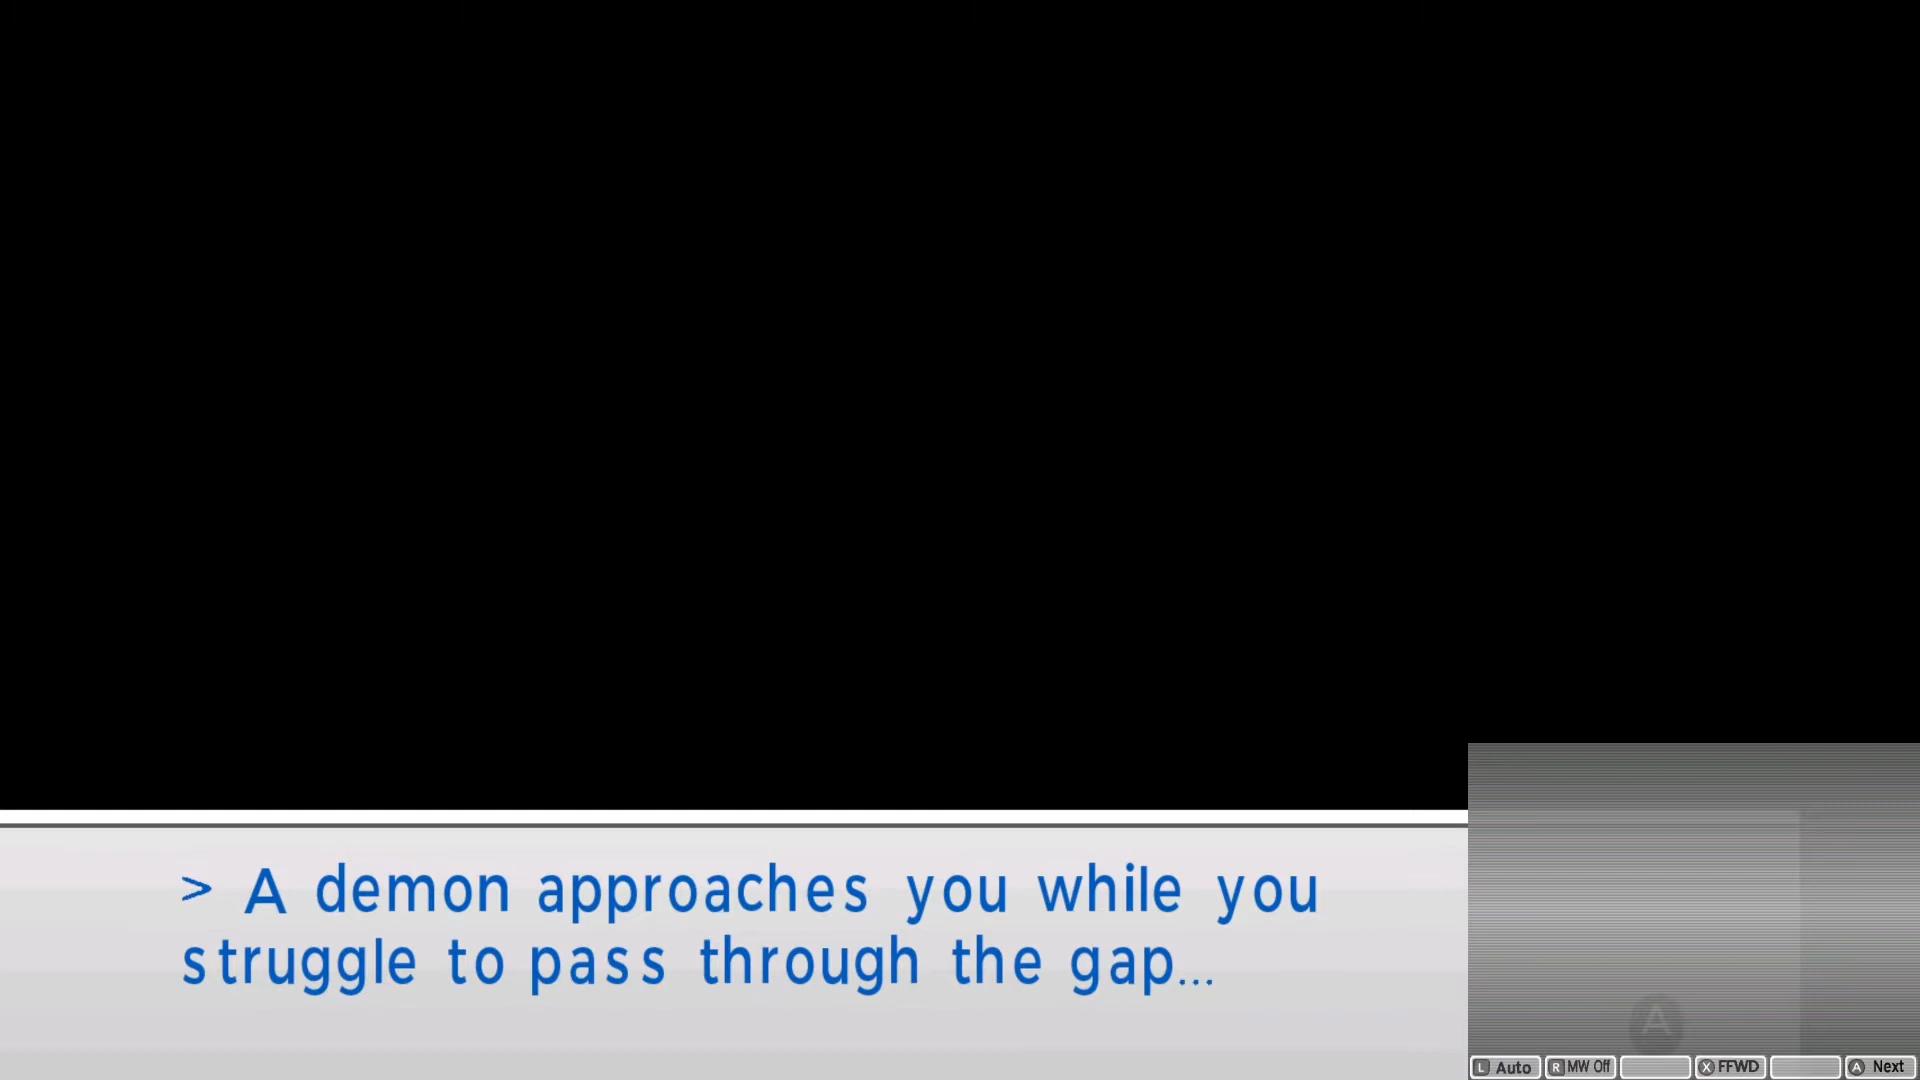 > A demon approaches you while you
struggle to pass through the gap...
A
L Auto R MW Off X FFWD A Next